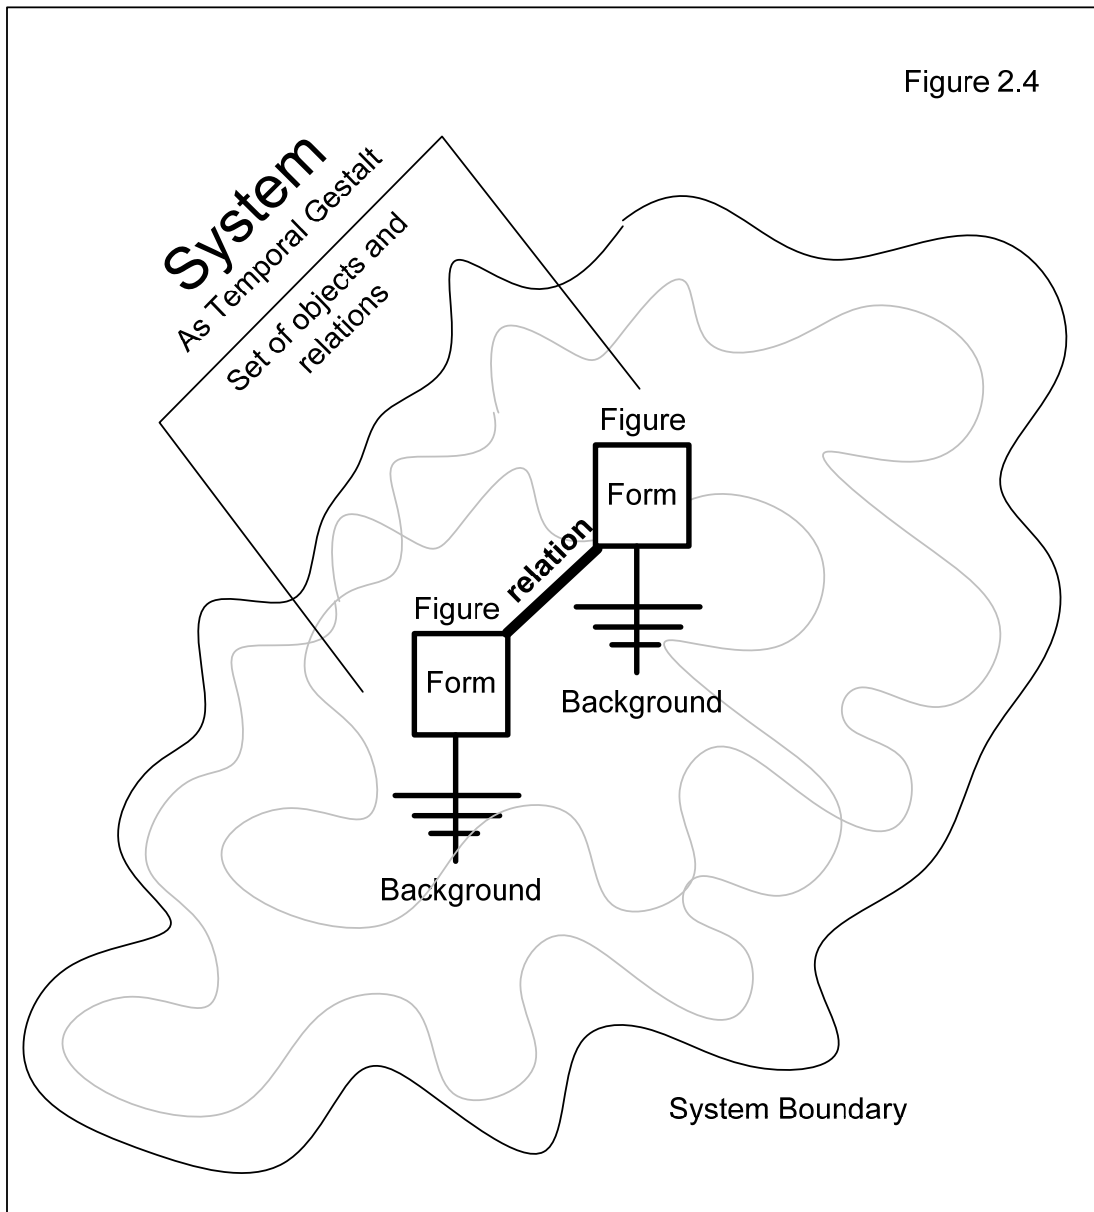 Figure 2.4
System
As Temporal Gestalt
Set of objects and
relations
Figure
Form
relation
Figure
Form
Background
Background
System Boundary